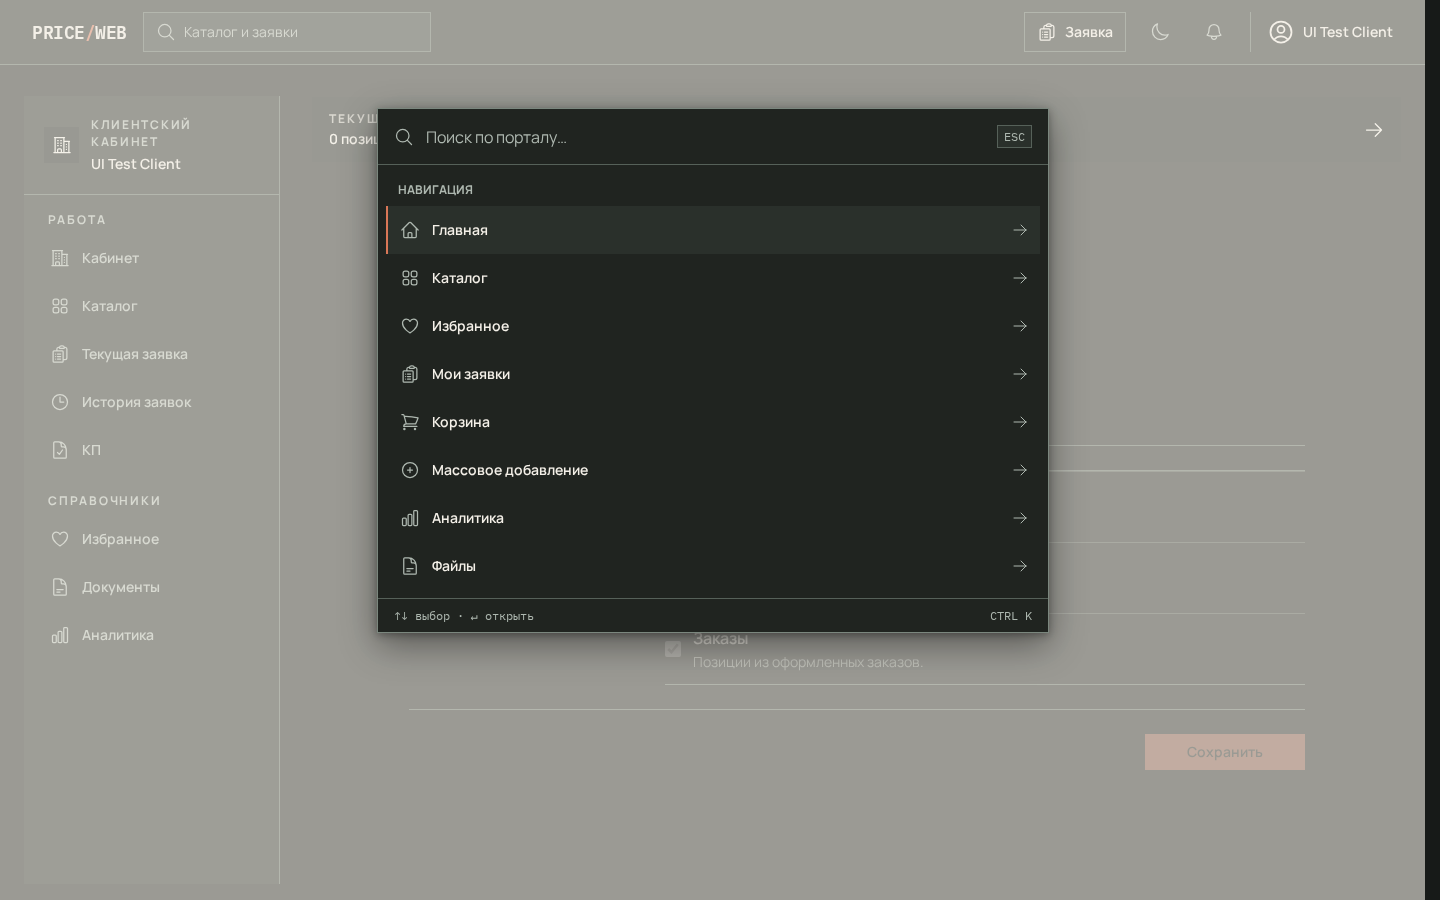 PRICE/WEB
Каталог и заявки
Заявка
UI Test Client
КЛИЕНТСКИЙ
КАБИНЕТ
UI Test Client
РАБОТА
Кабинет
Каталог
Текущая заявка
История заявок
КП
СПРАВОЧНИКИ
Избранное
Документы
Аналитика
Поиск по порталу...
ESC
НАВИГАЦИЯ
Главная
Каталог
Избранное
Мои заявки
Корзина
Массовое добавление
Аналитика
Файлы
↑↓ выбор · ↵ открыть
CTRL K
Заказы
Позиции из оформленных заказов.
Сохранить